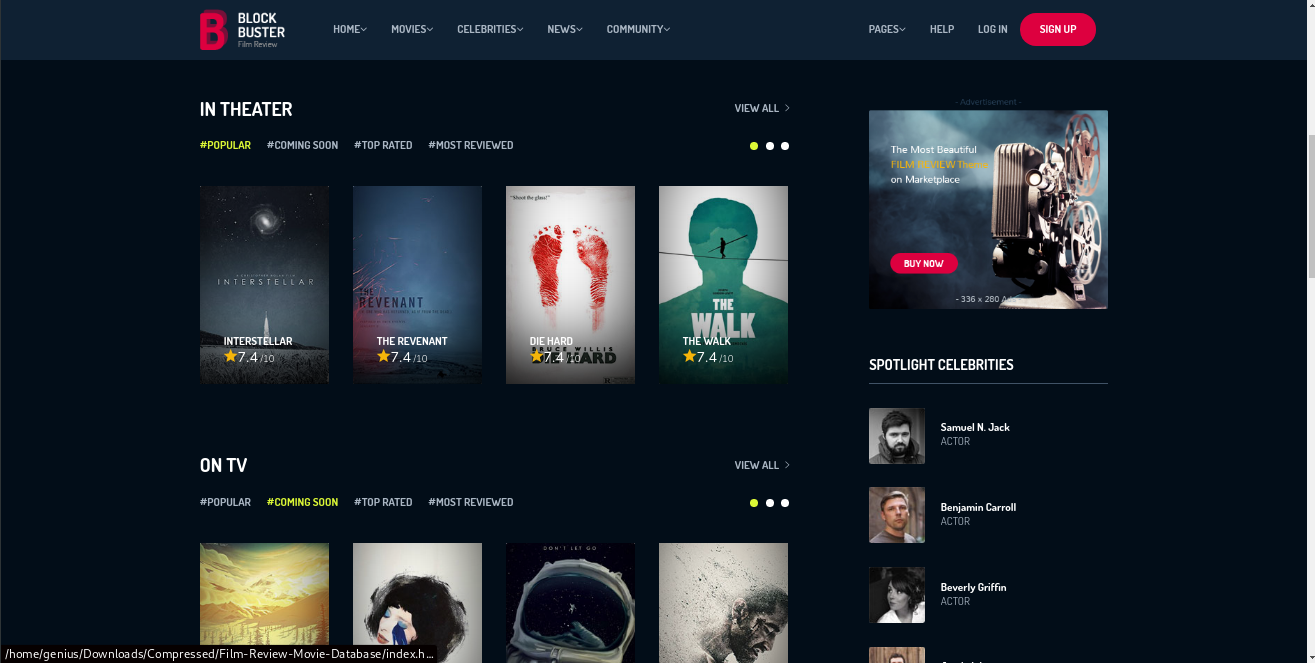 BLOCK
BUSTER
Film Review
HOME
MOVIES
CELEBRITIES
NEWS
COMMUNITY
PAGES
HELP
LOG IN
SIGN UP
IN THEATER
VIEW ALL
#POPULAR
#COMING SOON
#TOP RATED
#MOST REVIEWED
INTERSTELLAR
INTERSTELLAR
7.4 /10
THE
REVENANT
THE REVENANT
7.4 /10
"Shoot the glass!"
DIE HARD
BRUCE WILLIS
7.4 /10
DIE HARD
THE
WALK
THE WALK
7.4 /10
ON TV
VIEW ALL
#POPULAR
#COMING SOON
#TOP RATED
#MOST REVIEWED
DON'T LET GO
- Advertisement -
The Most Beautiful
FILM REVIEW Theme
on Marketplace
BUY NOW
- 336 x 280 Ad
SPOTLIGHT CELEBRITIES
Samuel N. Jack
ACTOR
Benjamin Carroll
ACTOR
Beverly Griffin
ACTOR
/home/genius/Downloads/Compressed/Film-Review-Movie-Database/index.h...